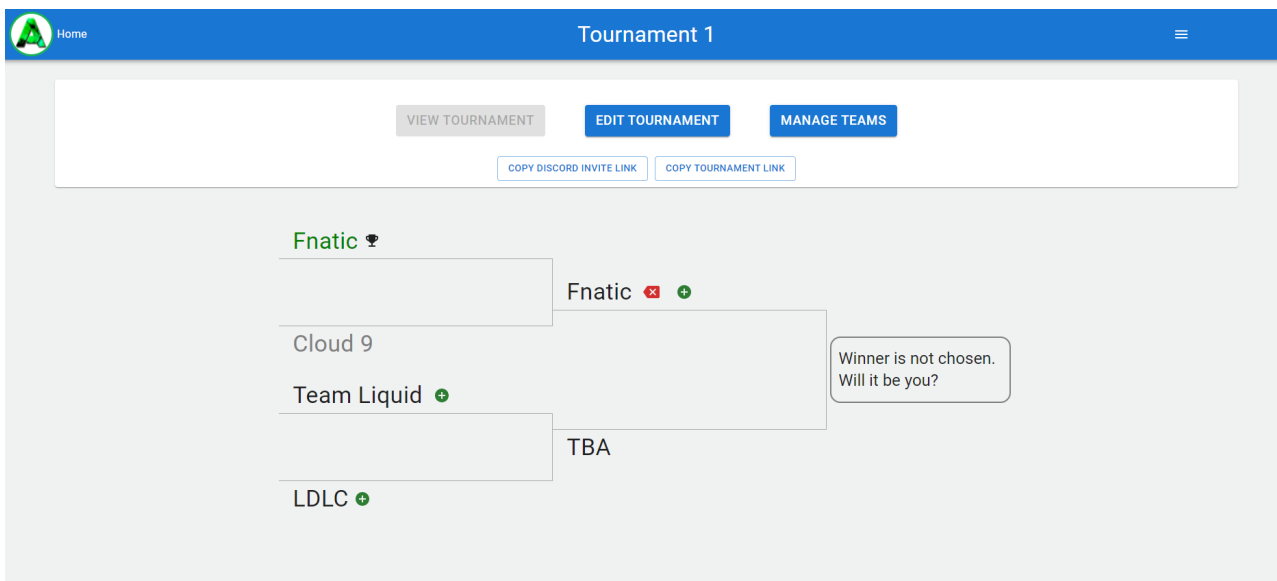 Home
Tournament 1
VIEW TOURNAMENT
EDIT TOURNAMENT
MANAGE TEAMS
COPY DISCORD INVITE LINK
COPY TOURNAMENT LINK
Fnatic
Fnatic
Cloud 9
Winner is not chosen.
Will it be you?
Team Liquid
TBA
LDLC